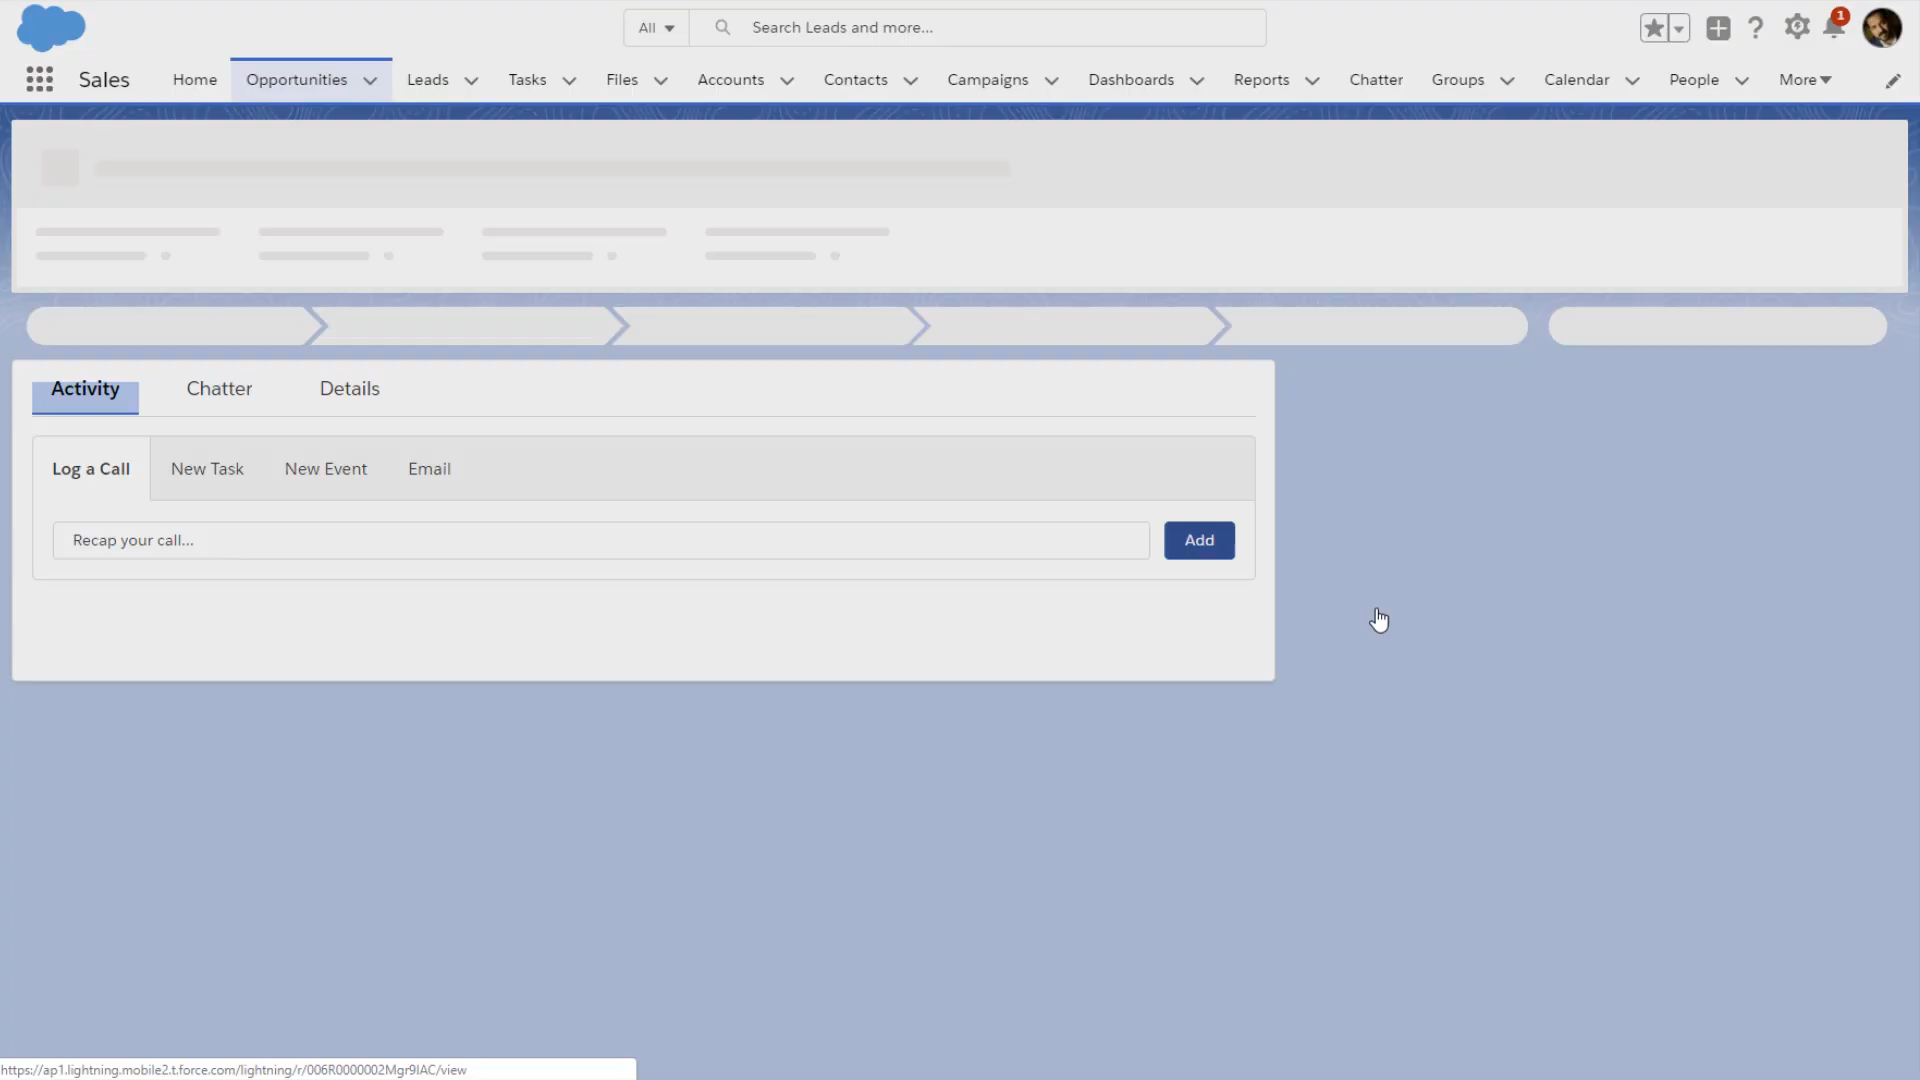 All
Search Leads and more...
1
Sales
Home
Opportunities
Leads
Tasks
Files
Accounts
Contacts
Campaigns
Dashboards
Reports
Chatter
Groups
Calendar
People
More
Activity
Chatter
Details
Log a Call
New Task
New Event
Email
Recap your call...
Add
https://ap1.lightning.mobile2.t.force.com/lightning/r/006R0000002Mgr9IAC/view